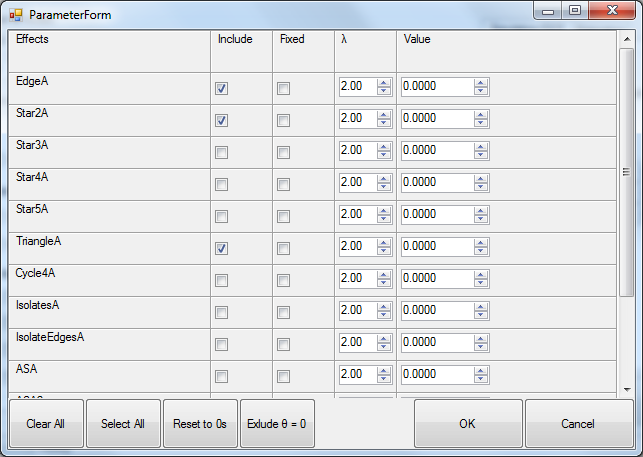 ParameterForm
Effects Include Fixed λ Value
EdgeA 2.00 0.0000
Star2A 2.00 0.0000
Star3A 2.00 0.0000
Star4A 2.00 0.0000
Star5A 2.00 0.0000
TriangleA 2.00 0.0000
Cycle4A 2.00 0.0000
IsolatesA 2.00 0.0000
IsolateEdgesA 2.00 0.0000
ASA 2.00 0.0000
Clear All Select All Reset to 0s Exlude θ = 0 OK Cancel